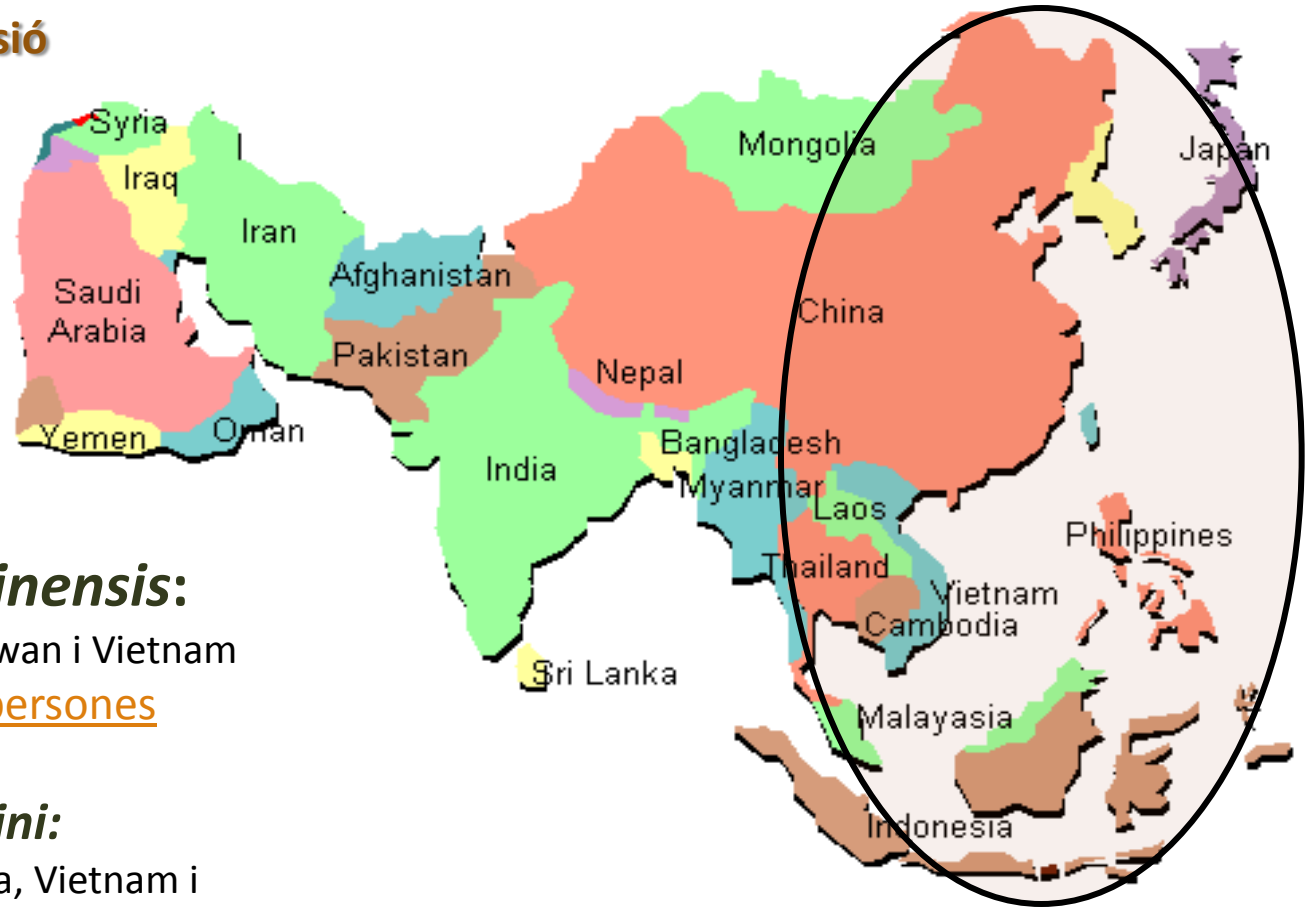 sió
Syria
Mongolia
Japan
Iraq
Iran
Afghanistan
Saudi
Arabia
China
Pakistan
Nepal
Yemen
Oman
Bangladesh
India
Myanmar
Laos
Philippines
Thailand
inensis:
Vietnam
Cambodia
wan i Vietnam
Sri Lanka
persones
Malayasia
ini:
Indonesia
a, Vietnam i